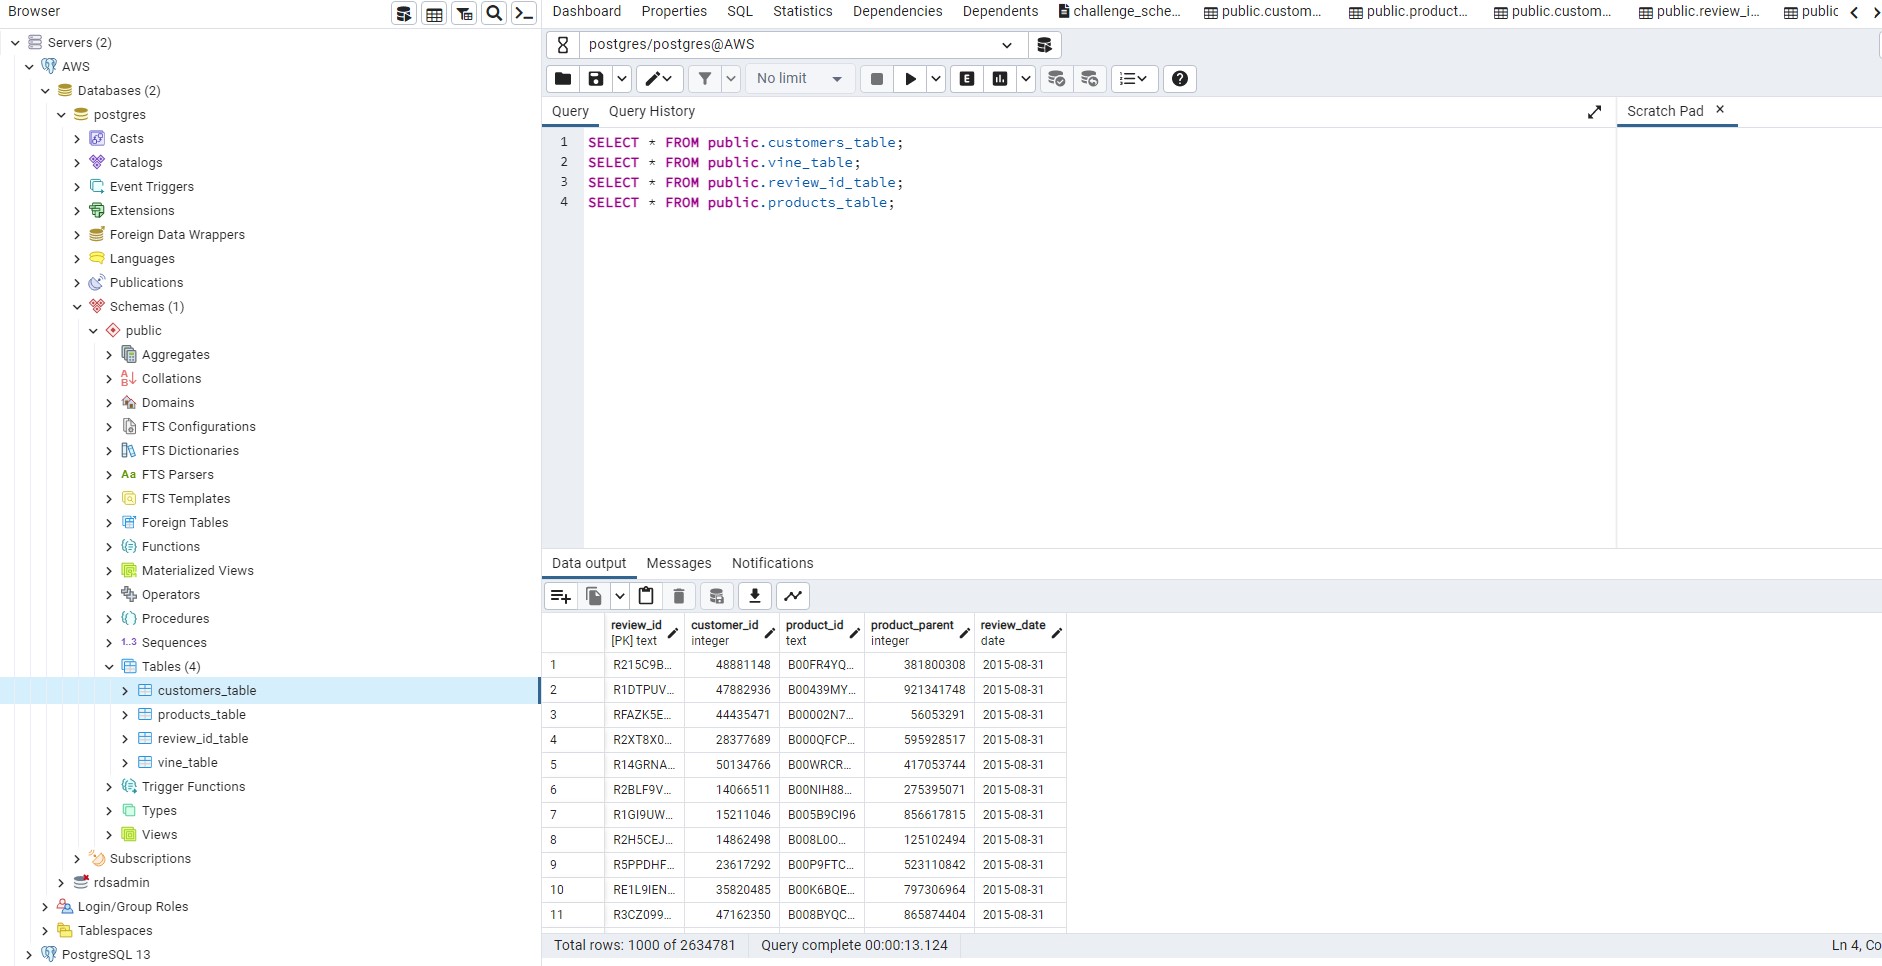 Browser
Servers (2)
AWS
Databases (2)
postgres
Casts
Catalogs
Event Triggers
Extensions
Foreign Data Wrappers
Languages
Publications
Schemas (1)
public
Aggregates
Collations
Domains
FTS Configurations
FTS Dictionaries
Aa FTS Parsers
FTS Templates
Foreign Tables
Functions
Materialized Views
Operators
Procedures
1..3 Sequences
Tables (4)
customers_table
products_table
review_id_table
vine_table
Trigger Functions
Types
Views
Subscriptions
rdsadmin
Login/Group Roles
Tablespaces
PostgreSQL 13
Dashboard Properties SQL Statistics Dependencies Dependents challenge_sche... public.custom... public.product... public.custom... public.review_i... public
postgres/postgres@AWS
No limit E
Query Query History
Scratch Pad
1 SELECT * FROM public.customers_table;
2 SELECT * FROM public.vine_table;
3 SELECT * FROM public.review_id_table;
4 SELECT * FROM public.products_table;
Data output Messages Notifications
review_id customer_id product_id product_parent review_date
[PK] text integer text integer date
1 R215C9B... 48881148 B00FR4YQ... 381800308 2015-08-31
2 R1DTPUV... 47882936 B00439MY... 921341748 2015-08-31
3 RFAZK5E... 44435471 B00002N7... 56053291 2015-08-31
4 R2XT8X0... 28377689 B000QFCP... 595928517 2015-08-31
5 R14GRNA... 50134766 B00WRCR... 417053744 2015-08-31
6 R2BLF9V... 14066511 B00NIH88... 275395071 2015-08-31
7 R1GI9UW... 15211046 B005B9CI96 856617815 2015-08-31
8 R2H5CEJ... 14862498 B008L0O... 125102494 2015-08-31
9 R5PPDHF... 23617292 B00P9FTC... 523110842 2015-08-31
10 RE1L9IEN... 35820485 B00K6BQE... 797306964 2015-08-31
11 R3CZ099... 47162350 B008BYQC... 865874404 2015-08-31
Total rows: 1000 of 2634781 Query complete 00:00:13.124 Ln 4, Co